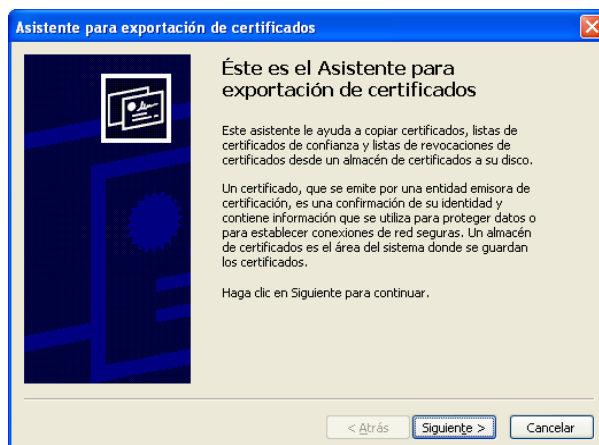 Asistente para exportación de certificados
Éste es el Asistente para
exportación de certificados
Este asistente le ayuda a copiar certificados, listas de
certificados de confianza y listas de revocaciones de
certificados desde un almacén de certificados a su disco.
Un certificado, que se emite por una entidad emisora de
certificación, es una confirmación de su identidad y
contiene información que se utiliza para proteger datos o
para establecer conexiones de red seguras. Un almacén
de certificados es el área del sistema donde se guardan
los certificados.
Haga clic en Siguiente para continuar.
< Atrás Siguiente > Cancelar